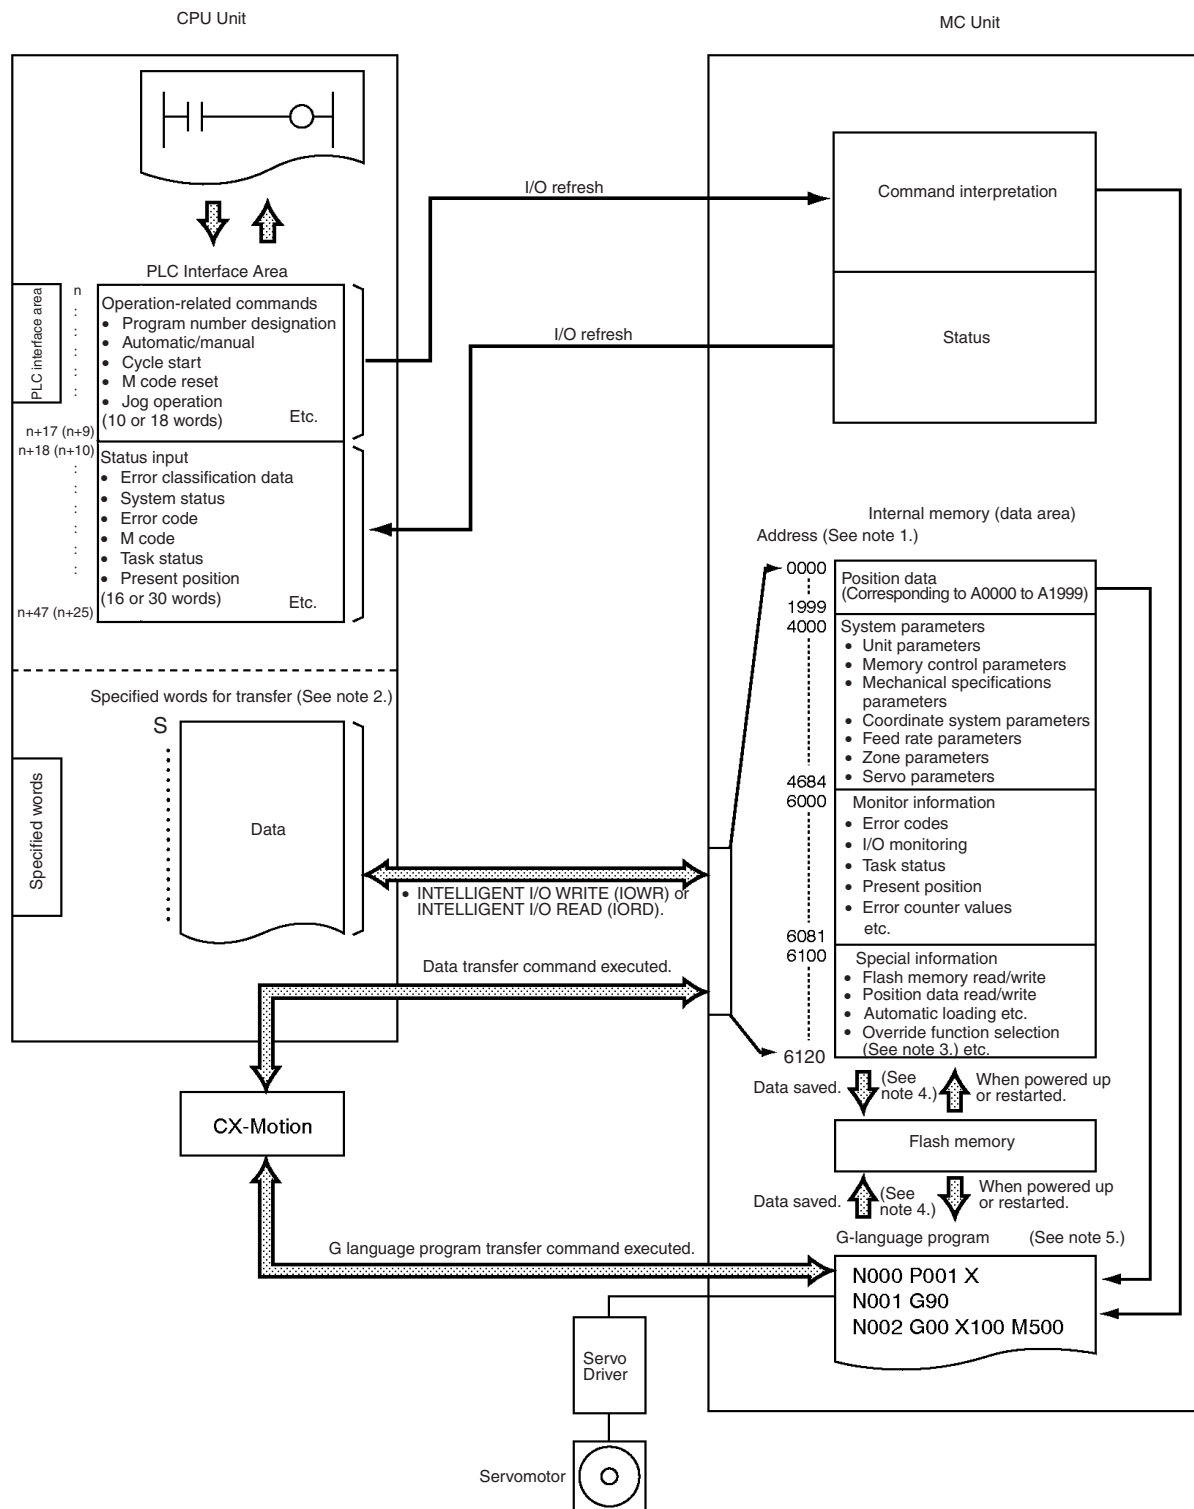 CPU Unit
MC Unit
I/O refresh
Command interpretation
PLC Interface Area
PLC interface area
n
:
:
:
:
:
Operation-related commands
• Program number designation
• Automatic/manual
• Cycle start
• M code reset
• Jog operation
(10 or 18 words) Etc.
n+17 (n+9)
I/O refresh
Status
n+18 (n+10)
:
:
:
:
:
:
Status input
• Error classification data
• System status
• Error code
• M code
• Task status
• Present position
(16 or 30 words) Etc.
n+47 (n+25)
Internal memory (data area)
Address (See note 1.)
0000
1999
Position data
(Corresponding to A0000 to A1999)
4000
4684
System parameters
• Unit parameters
• Memory control parameters
• Mechanical specifications
parameters
• Coordinate system parameters
• Feed rate parameters
• Zone parameters
• Servo parameters
6000
6081
Monitor information
• Error codes
• I/O monitoring
• Task status
• Present position
• Error counter values
etc.
6100
6120
Special information
• Flash memory read/write
• Position data read/write
• Automatic loading etc.
• Override function selection
(See note 3.) etc.
Specified words for transfer (See note 2.)
S
Specified words
Data
• INTELLIGENT I/O WRITE (IOWR) or
INTELLIGENT I/O READ (IORD).
Data transfer command executed.
CX-Motion
Data saved.
(See
note 4.)
When powered up
or restarted.
Flash memory
Data saved.
(See
note 4.)
When powered up
or restarted.
G language program transfer command executed.
G-language program (See note 5.)
N000 P001 X
N001 G90
N002 G00 X100 M500
Servo
Driver
Servomotor